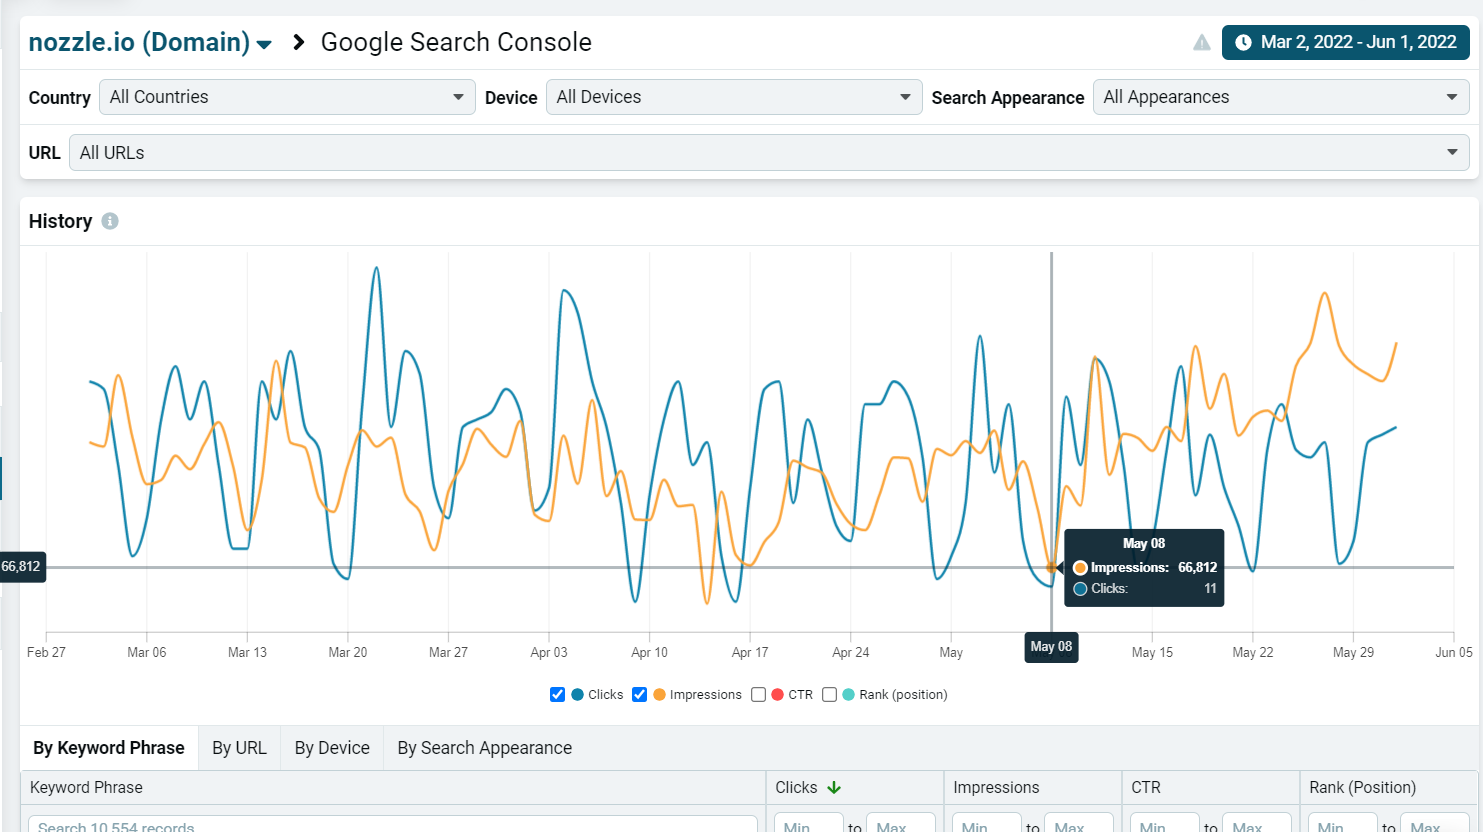 nozzle.io (Domain) Google Search Console Mar 2, 2022 - Jun 1, 2022
Country All Countries Device All Devices Search Appearance All Appearances
URL All URLs
History
66,812
May 08
Impressions: 66,812
Clicks: 11
Feb 27 Mar 06 Mar 13 Mar 20 Mar 27 Apr 03 Apr 10 Apr 17 Apr 24 May May 08 May 15 May 22 May 29 Jun 05
Clicks Impressions CTR Rank (position)
By Keyword Phrase By URL By Device By Search Appearance
Keyword Phrase Clicks Impressions CTR Rank (Position)
Search 10,554 records Min to Max Min to Max Min to Max Min to Max